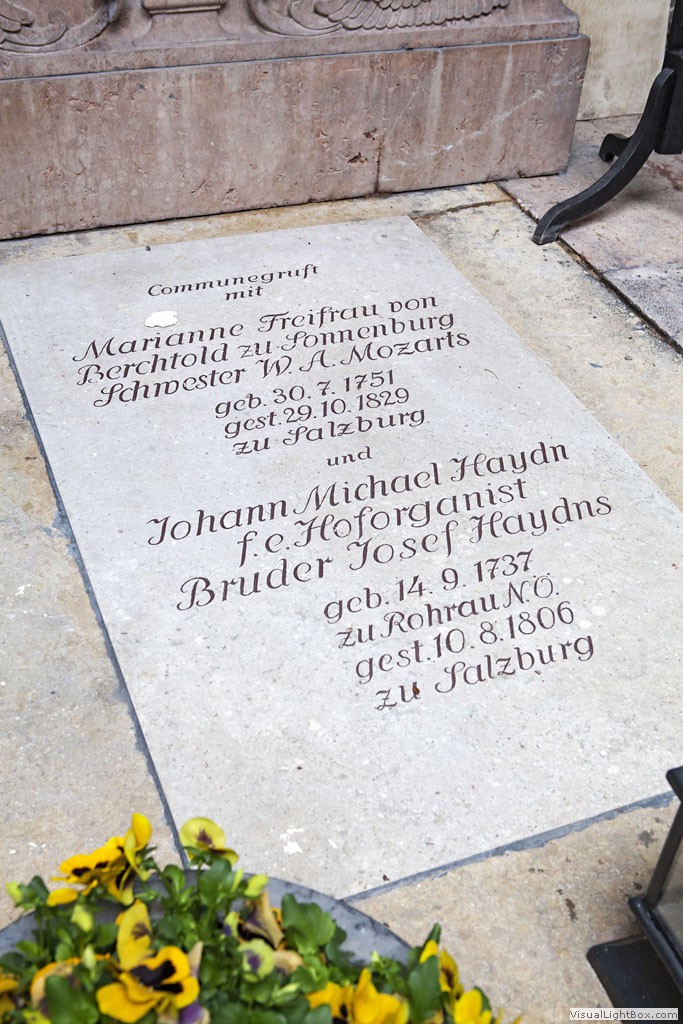 Communegruft
mit
Marianne Freifrau von
Berchtold zu Sonnenburg
Schwester W. A. Mozarts
geb. 30. 7. 1751
gest. 29. 10. 1829
zu Salzburg
und
Johann Michael Haydn
f. e. Hoforganist
Bruder Josef Haydns
geb. 14. 9. 1737
zu Rohrau N.Ö.
gest. 10. 8. 1806
zu Salzburg
VisualLightBox.com